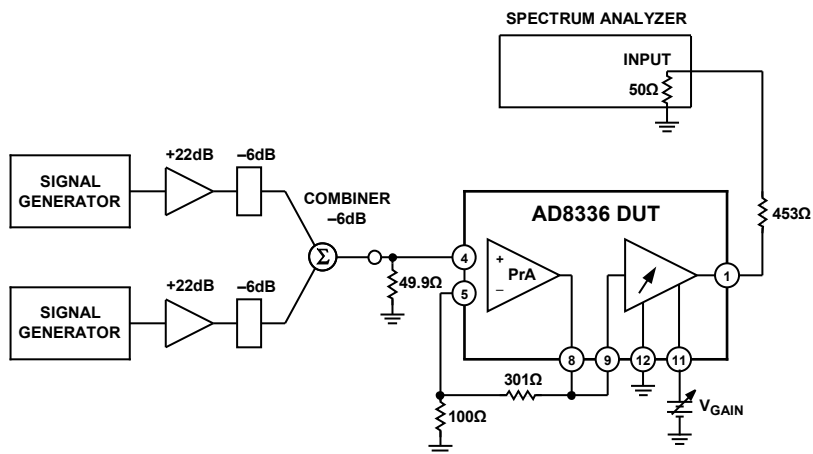 SPECTRUM ANALYZER
INPUT
50Ω
+22dB
–6dB
SIGNAL
GENERATOR
COMBINER
–6dB
AD8336 DUT
453Ω
Σ
49.9Ω
4
+
PrA
–
5
1
+22dB
–6dB
SIGNAL
GENERATOR
8
9
12
11
301Ω
100Ω
VGAIN